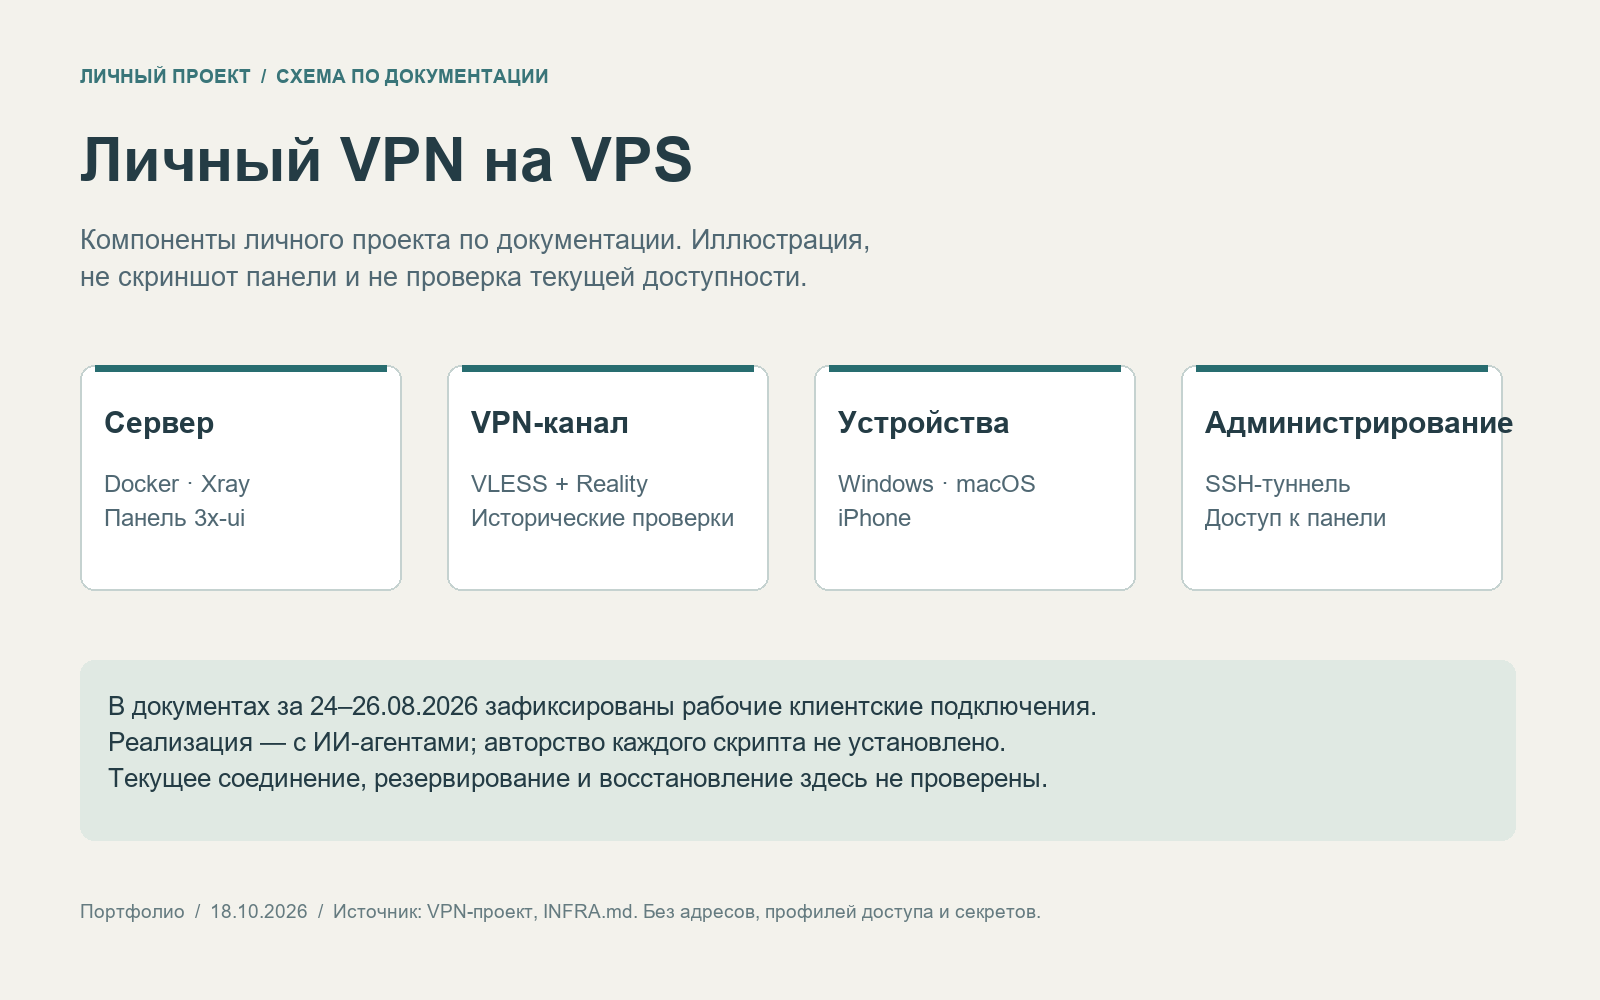 ЛИЧНЫЙ ПРОЕКТ / СХЕМА ПО ДОКУМЕНТАЦИИ
Личный VPN на VPS
Компоненты личного проекта по документации. Иллюстрация,
не скриншот панели и не проверка текущей доступности.
Сервер
Docker · Xray
Панель 3x-ui
VPN-канал
VLESS + Reality
Исторические проверки
Устройства
Windows · macOS
iPhone
Администрирование
SSH-туннель
Доступ к панели
В документах за 24–26.08.2026 зафиксированы рабочие клиентские подключения.
Реализация — с ИИ-агентами; авторство каждого скрипта не установлено.
Текущее соединение, резервирование и восстановление здесь не проверены.
Портфолио / 18.10.2026 / Источник: VPN-проект, INFRA.md. Без адресов, профилей доступа и секретов.